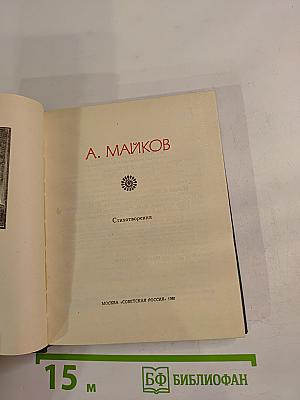 А. МАЙКОВ
Стихотворения
МОСКВА «СОВЕТСКАЯ РОССИЯ» 1980
15 м
БФ БИБЛИОФАН